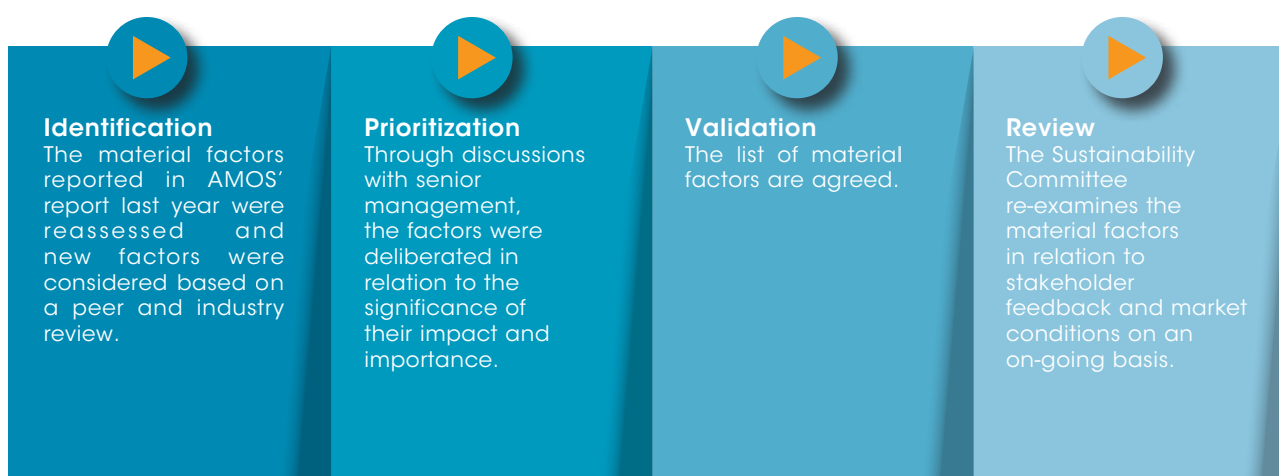 Identification
The material factors
reported in AMOS’
report last year were
reassessed and
new factors were
considered based on
a peer and industry
review.
Prioritization
Through discussions
with senior
management,
the factors were
deliberated in
relation to the
significance of
their impact and
importance.
Validation
The list of material
factors are agreed.
Review
The Sustainability
Committee
re-examines the
material factors
in relation to
stakeholder
feedback and market
conditions on an
on-going basis.